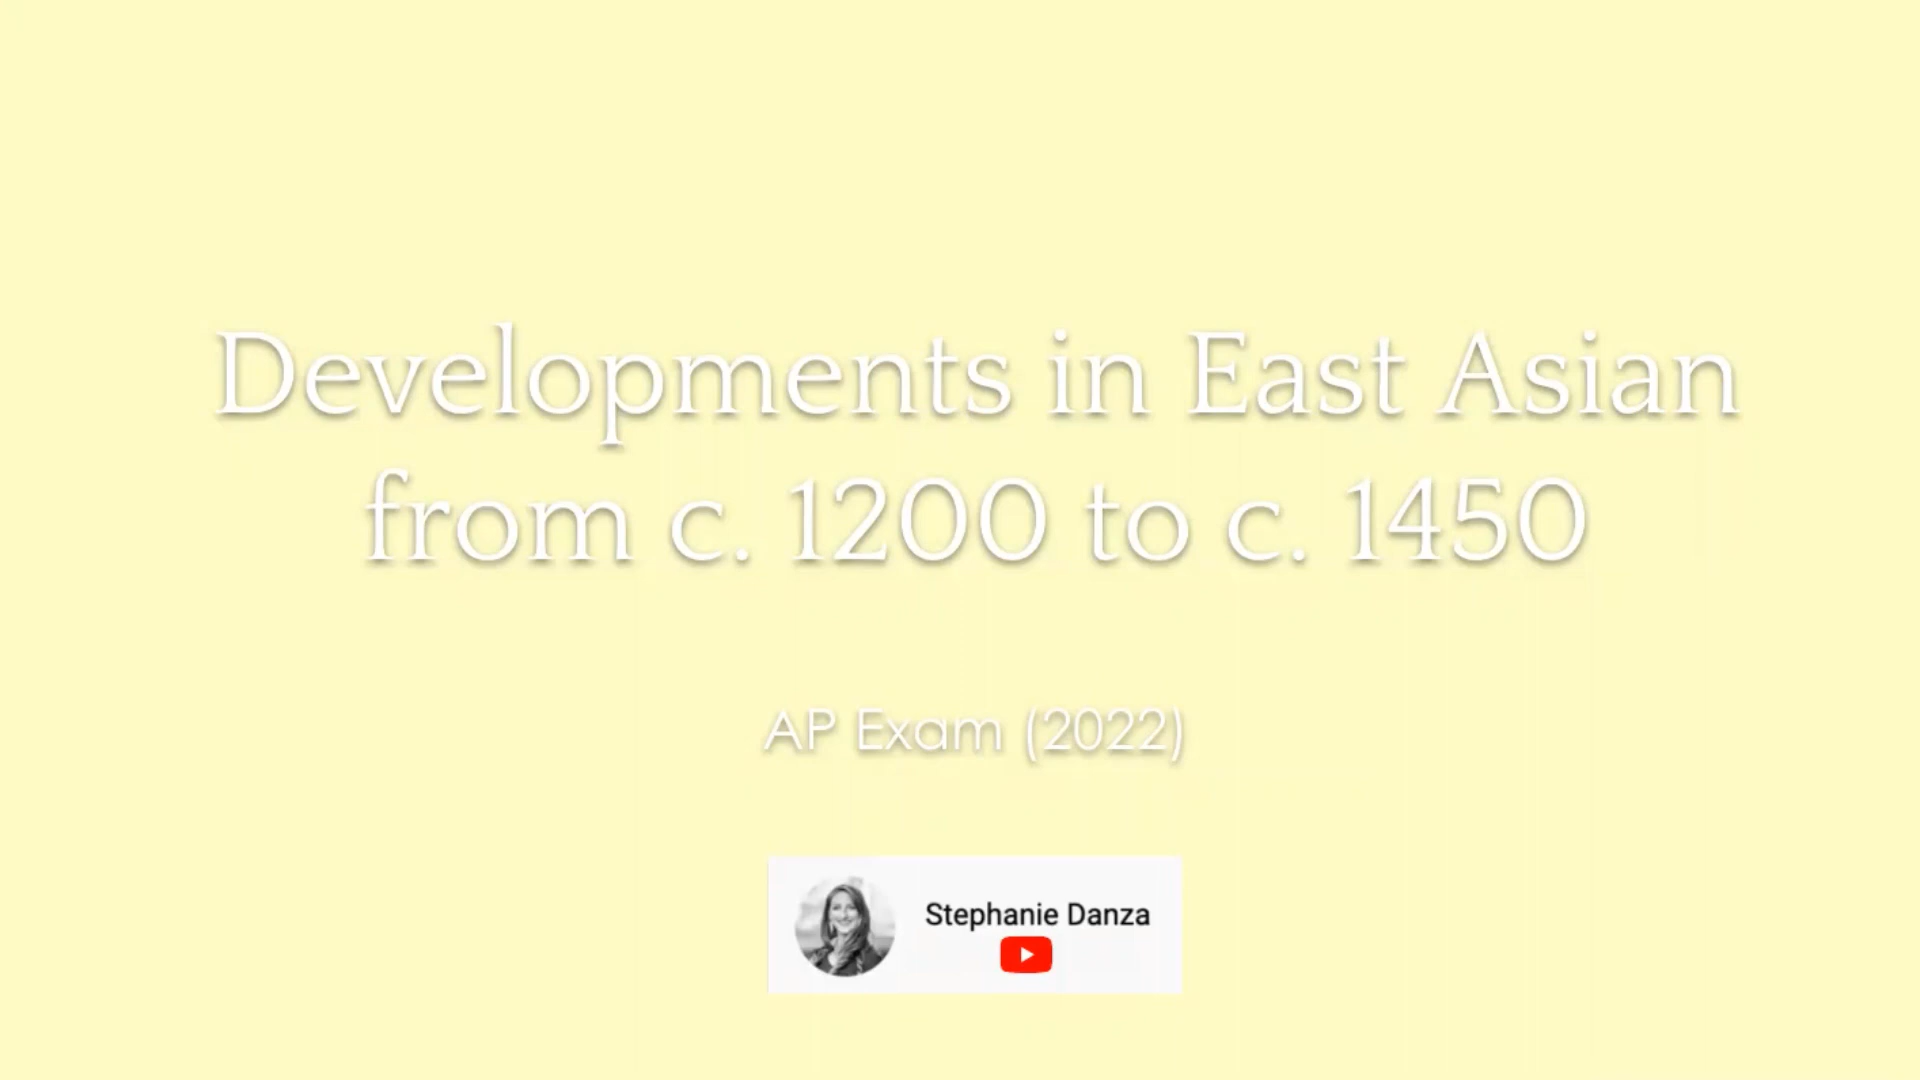 Developments in East Asian
from c. 1200 to c. 1450
AP Exam (2022)
Stephanie Danza